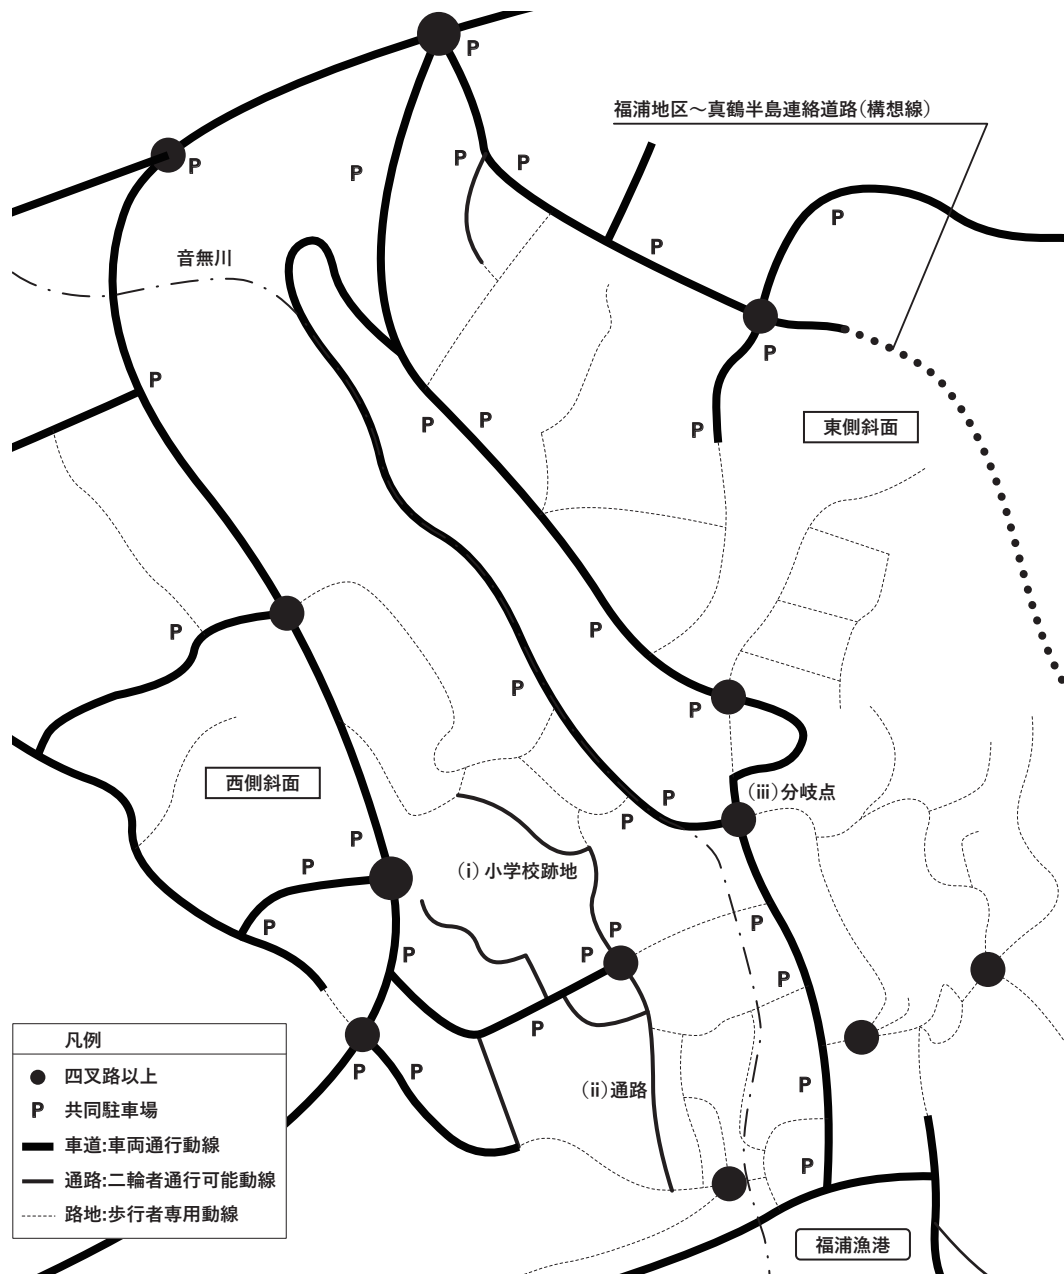 P
福浦地区～真鶴半島連絡道路（構想線）
P
P
P
P
P
P
音無川
P
P
P
P
P
P
P
東側斜面
P
P
P
P
西側斜面
（iii）分岐点
P
P
P
P
（i）小学校跡地
P
P
P
P
P
P
P
P
P
P
（ii）通路
P
P
福浦漁港
凡例
四叉路以上
P 共同駐車場
車道:車両通行動線
通路:二輪者通行可能動線
路地:歩行者専用動線